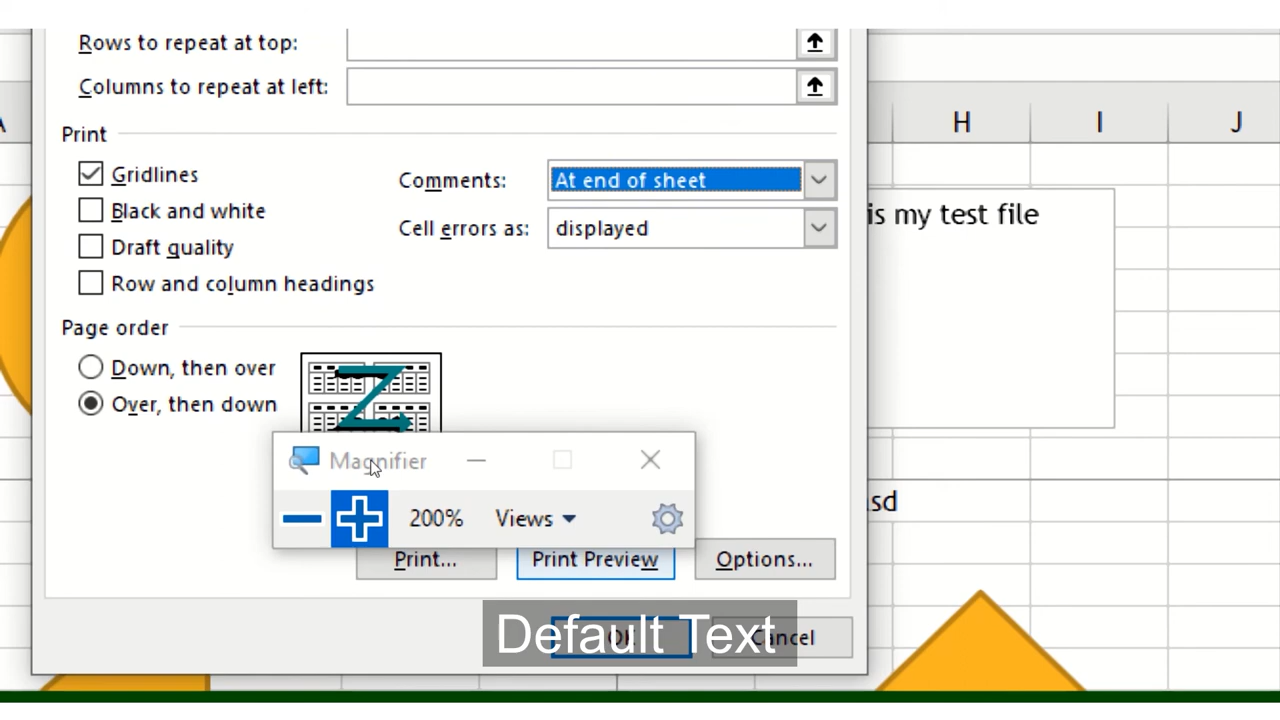 Rows to repeat at top:
Columns to repeat at left:
A
H
I
J
Print
Gridlines
Comments:
At end of sheet
Black and white
is my test file
Cell errors as:
displayed
Draft quality
Row and column headings
Page order
Down, then over
Over, then down
Magnifier
200%
Views
sd
Print...
Print Preview
Options...
OK
Cancel
Default Text